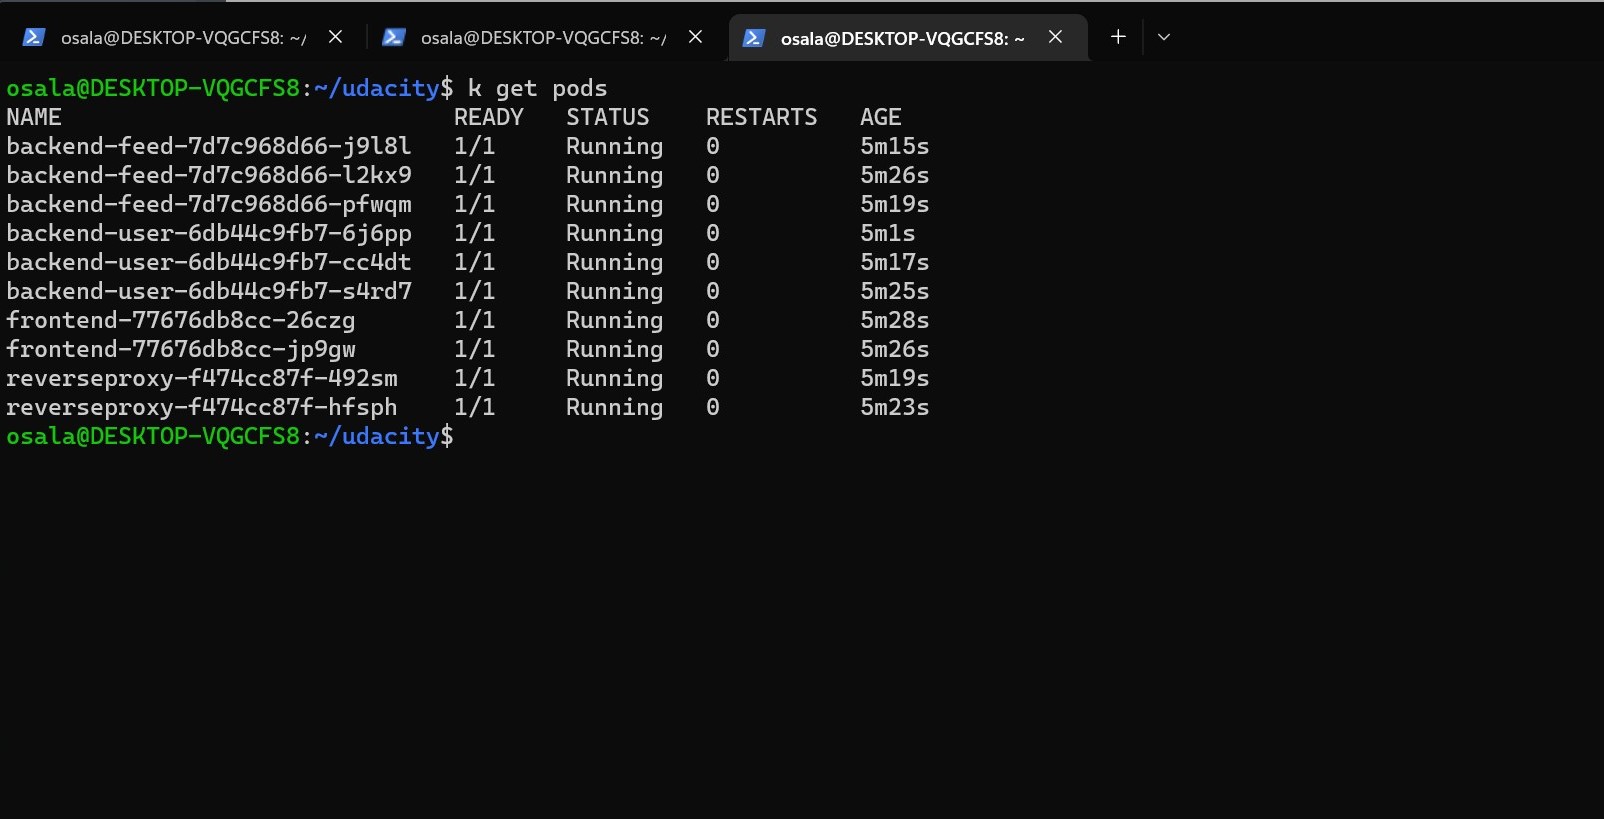 osala@DESKTOP-VQGCFS8: ~/ osala@DESKTOP-VQGCFS8: ~/ osala@DESKTOP-VQGCFS8: ~
osala@DESKTOP-VQGCFS8:~/udacity$ k get pods
NAME READY STATUS RESTARTS AGE
backend-feed-7d7c968d66-j9l8l 1/1 Running 0 5m15s
backend-feed-7d7c968d66-l2kx9 1/1 Running 0 5m26s
backend-feed-7d7c968d66-pfwqm 1/1 Running 0 5m19s
backend-user-6db44c9fb7-6j6pp 1/1 Running 0 5m1s
backend-user-6db44c9fb7-cc4dt 1/1 Running 0 5m17s
backend-user-6db44c9fb7-s4rd7 1/1 Running 0 5m25s
frontend-77676db8cc-26czg 1/1 Running 0 5m28s
frontend-77676db8cc-jp9gw 1/1 Running 0 5m26s
reverseproxy-f474cc87f-492sm 1/1 Running 0 5m19s
reverseproxy-f474cc87f-hfsph 1/1 Running 0 5m23s
osala@DESKTOP-VQGCFS8:~/udacity$